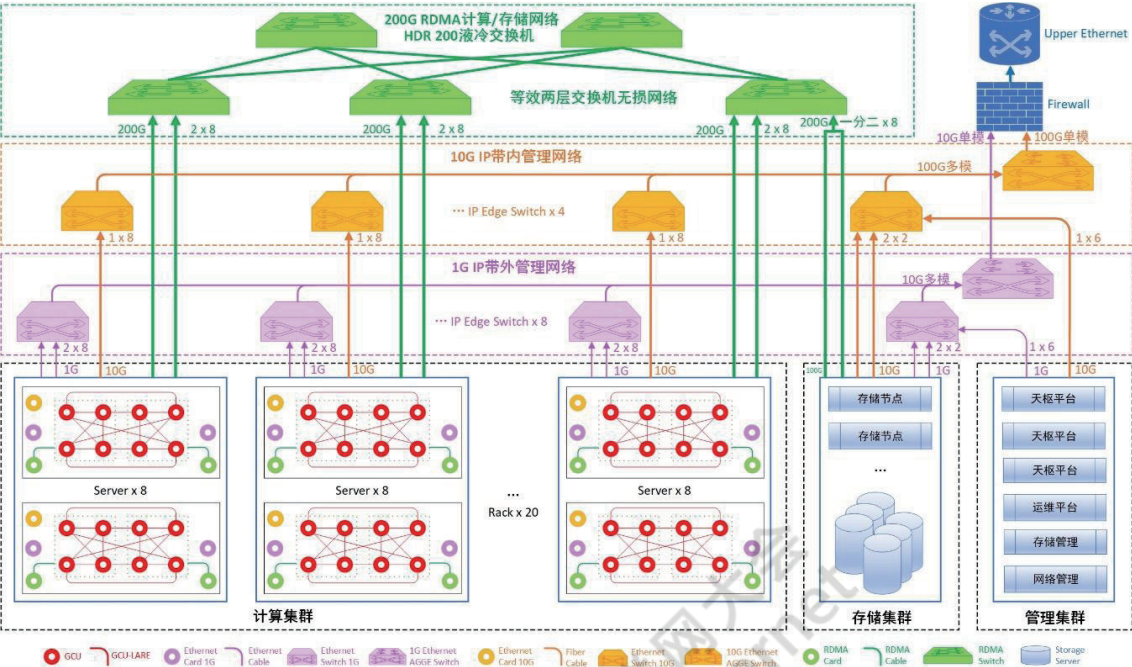 200G RDMA计算/存储网络
HDR 200液冷交换机
Upper Ethernet
等效两层交换机无损网络
Firewall
200G
2 x 8
200G
2 x 8
200G
2 x 8
200G一分二 x 8
10G单模
100G单模
10G IP带内管理网络
100G多模
... IP Edge Switch x 4
1 x 8
1 x 8
1 x 8
2 x 2
1 x 6
1G IP带外管理网络
10G多模
... IP Edge Switch x 8
2 x 8
2 x 8
2 x 8
2 x 2
1 x 6
1G
10G
1G
10G
1G
10G
100G
10G
1G
1G
10G
存储节点
天枢平台
存储节点
天枢平台
...
天枢平台
Server x 8
Server x 8
...
Rack x 20
Server x 8
运维平台
存储管理
网络管理
计算集群
存储集群
管理集群
GCU
GCU-LARE
Ethernet
Card 1G
Ethernet
Cable
Ethernet
Switch 1G
1G Ethernet
AGGE Switch
Ethernet
Card 10G
Fiber
Cable
Ethernet
Switch 10G
10G Ethernet
AGGE Switch
RDMA
Card
RDMA
Cable
RDMA
Switch
Storage
Server
网大会